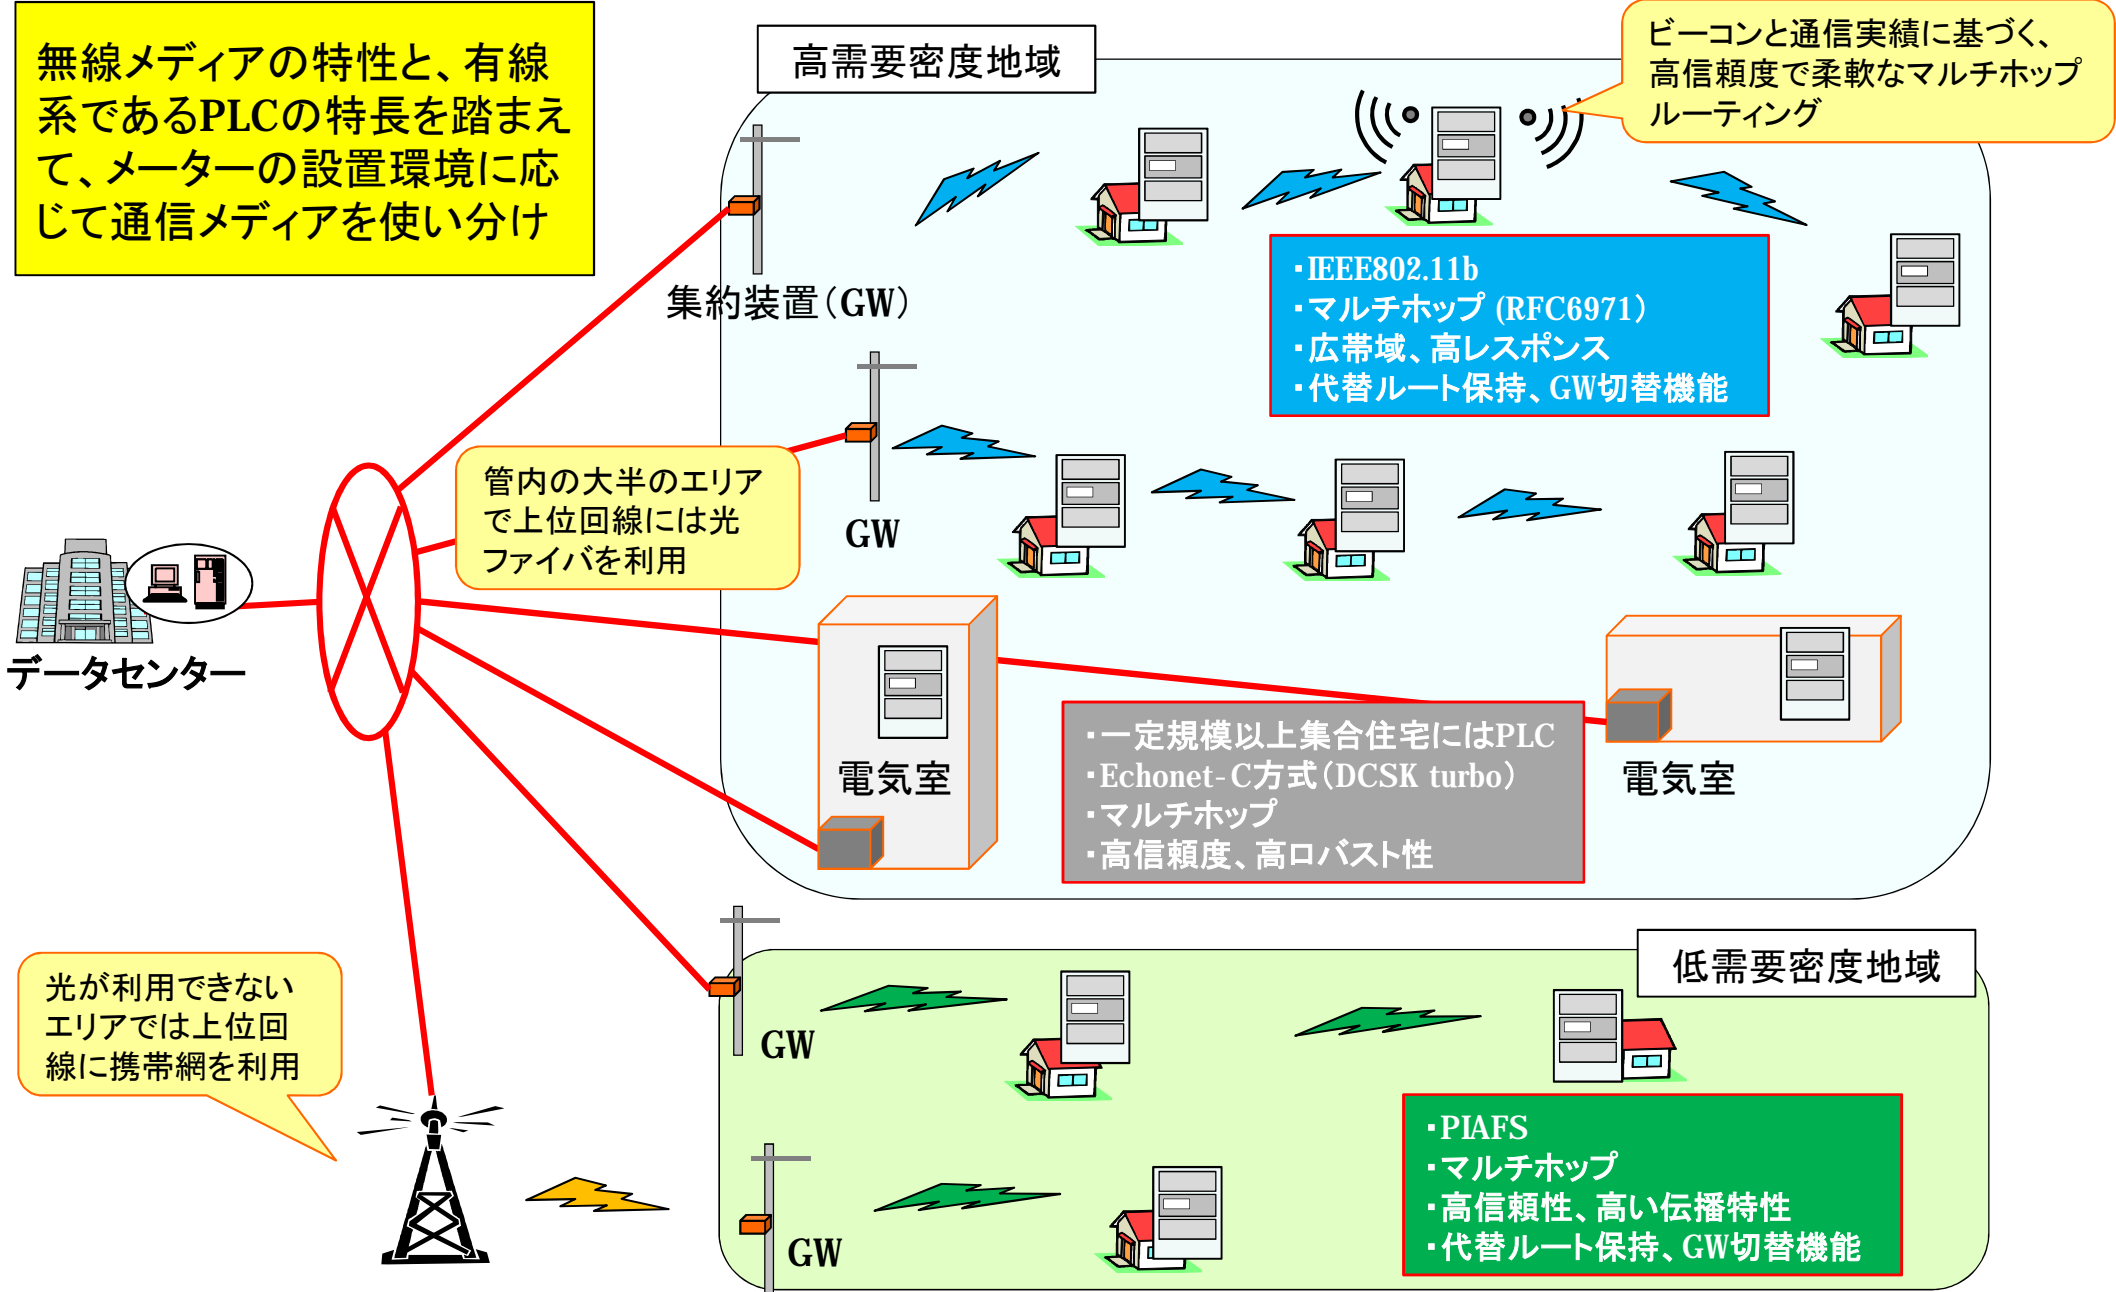 無線メディアの特性と、有線
系であるPLCの特長を踏まえ
て、メーターの設置環境に応
じて通信メディアを使い分け
高需要密度地域
ビーコンと通信実績に基づく、
高信頼度で柔軟なマルチホップ
ルーティング
集約装置（GW）
・IEEE802.11b
・マルチホップ (RFC6971)
・広帯域、高レスポンス
・代替ルート保持、GW切替機能
管内の大半のエリア
で上位回線には光
ファイバを利用
GW
データセンター
電気室
・一定規模以上集合住宅にはPLC
・Echonet-C方式（DCSK turbo）
・マルチホップ
・高信頼度、高ロバスト性
電気室
低需要密度地域
光が利用できない
エリアでは上位回
線に携帯網を利用
GW
・PIAFS
・マルチホップ
・高信頼性、高い伝播特性
・代替ルート保持、GW切替機能
GW